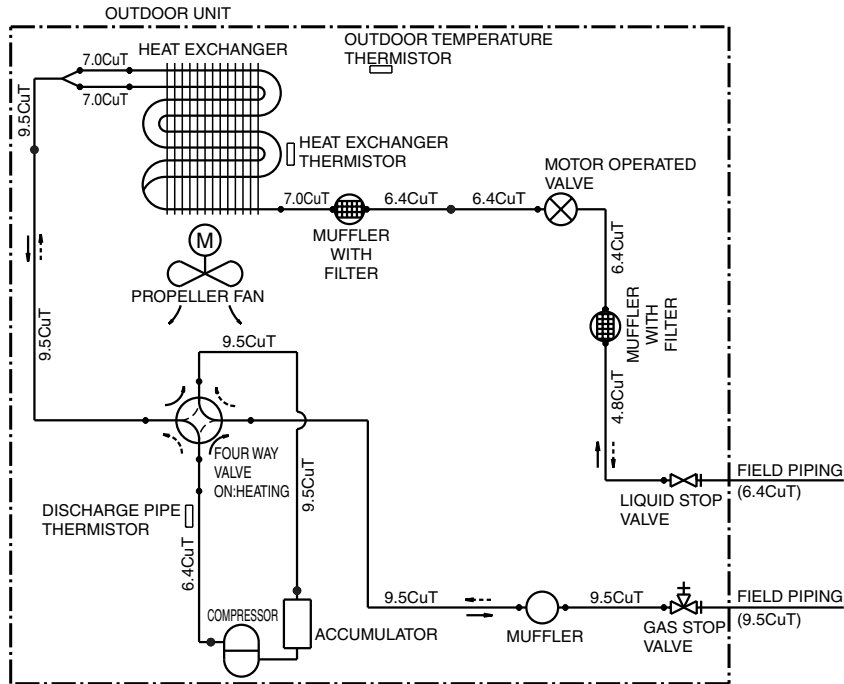 OUTDOOR UNIT
HEAT EXCHANGER
OUTDOOR TEMPERATURE
THERMISTOR
7.0CuT
7.0CuT
9.5CuT
HEAT EXCHANGER
THERMISTOR
MOTOR OPERATED
VALVE
7.0CuT
6.4CuT
6.4CuT
MUFFLER
WITH
FILTER
M
PROPELLER FAN
6.4CuT
MUFFLER
WITH
FILTER
9.5CuT
9.5CuT
4.8CuT
FOUR WAY
VALVE
ON:HEATING
9.5CuT
FIELD PIPING
(6.4CuT)
LIQUID STOP
VALVE
DISCHARGE PIPE
THERMISTOR
6.4CuT
COMPRESSOR
ACCUMULATOR
9.5CuT
MUFFLER
9.5CuT
GAS STOP
VALVE
FIELD PIPING
(9.5CuT)